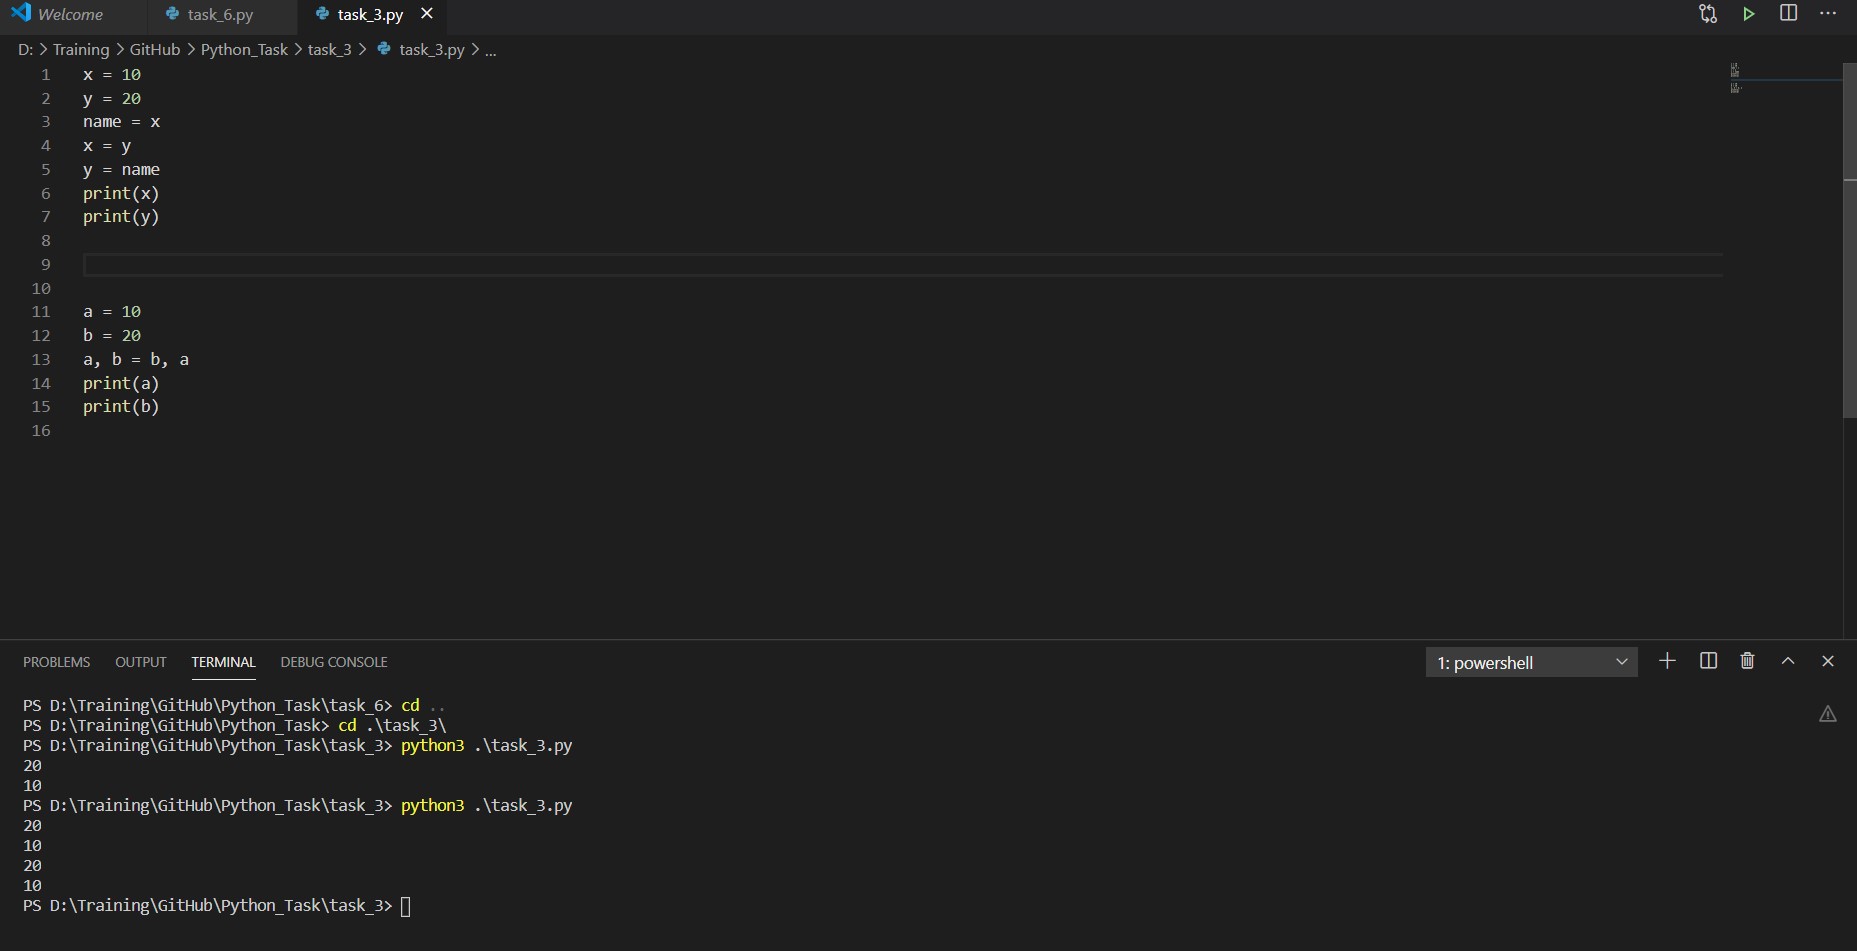 Welcome
task_6.py
task_3.py
D: > Training > GitHub > Python_Task > task_3 > task_3.py > ...
1 x = 10
2 y = 20
3 name = x
4 x = y
5 y = name
6 print(x)
7 print(y)
8
9
10
11 a = 10
12 b = 20
13 a, b = b, a
14 print(a)
15 print(b)
16
PROBLEMS OUTPUT TERMINAL DEBUG CONSOLE
1: powershell
PS D:\Training\GitHub\Python_Task\task_6> cd ..
PS D:\Training\GitHub\Python_Task> cd .\task_3\
PS D:\Training\GitHub\Python_Task\task_3> python3 .\task_3.py
20
10
PS D:\Training\GitHub\Python_Task\task_3> python3 .\task_3.py
20
10
20
10
PS D:\Training\GitHub\Python_Task\task_3>